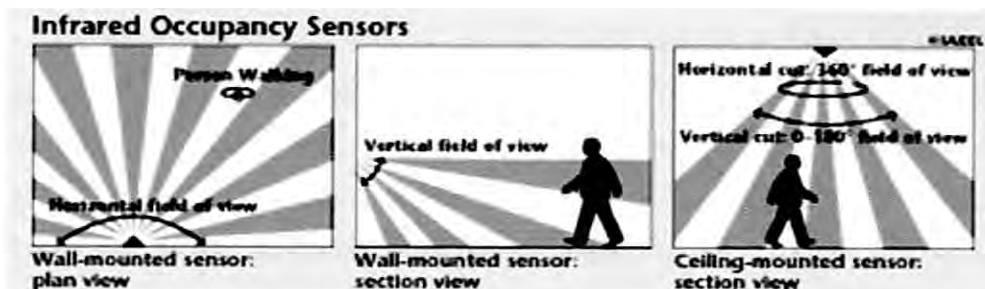 Infrared Occupancy Sensors
Person Walking
Horizontal field of view
Wall-mounted sensor:
plan view
Vertical field of view
Wall-mounted sensor:
section view
Horizontal cut: 360° field of view
Vertical cut: 0-180° field of view
Ceiling-mounted sensor:
section view